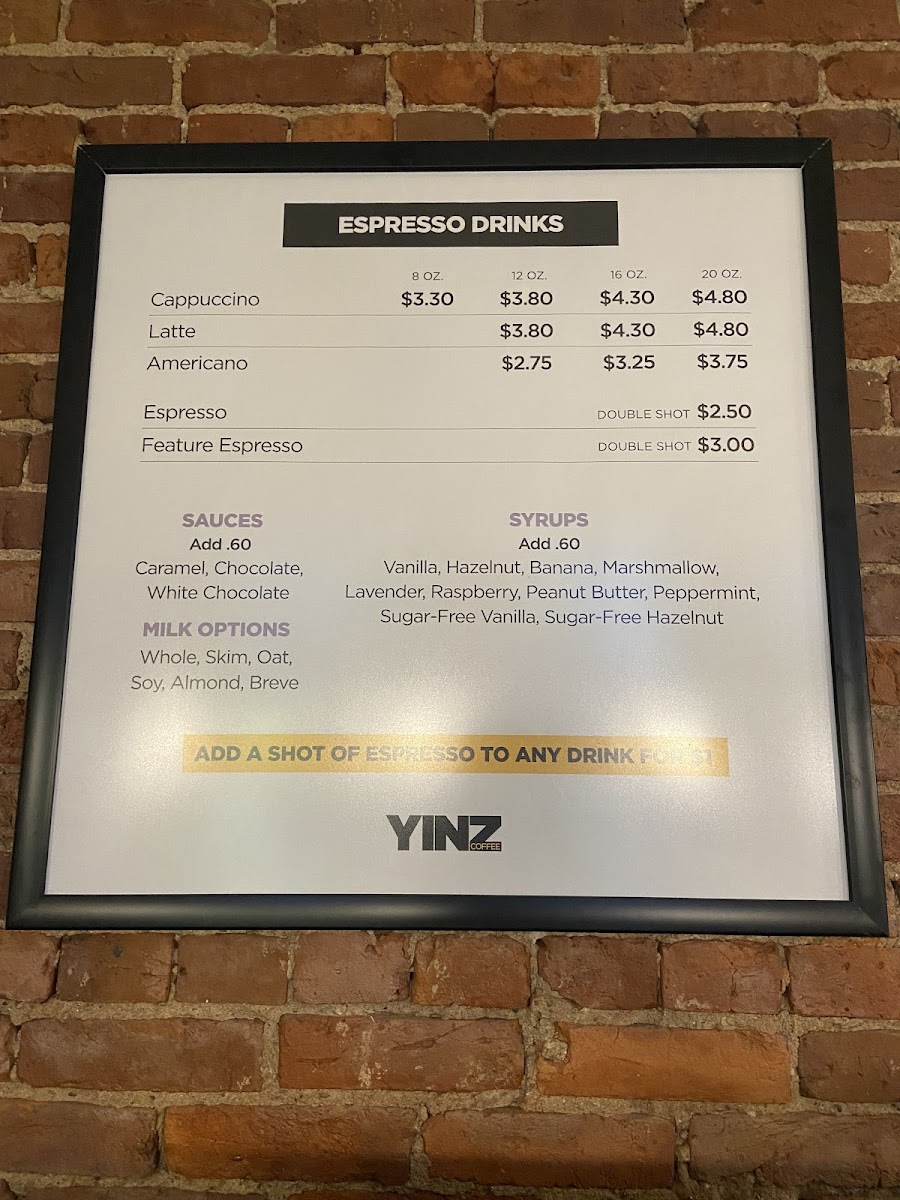 ESPRESSO DRINKS
8 OZ. 12 OZ. 16 OZ. 20 OZ.
Cappuccino $3.30 $3.80 $4.30 $4.80
Latte $3.80 $4.30 $4.80
Americano $2.75 $3.25 $3.75
Espresso DOUBLE SHOT $2.50
Feature Espresso DOUBLE SHOT $3.00
SAUCES
Add .60
Caramel, Chocolate,
White Chocolate
MILK OPTIONS
Whole, Skim, Oat,
Soy, Almond, Breve
SYRUPS
Add .60
Vanilla, Hazelnut, Banana, Marshmallow,
Lavender, Raspberry, Peanut Butter, Peppermint,
Sugar-Free Vanilla, Sugar-Free Hazelnut
ADD A SHOT OF ESPRESSO TO ANY DRINK FOR $1
YINZ
COFFEE